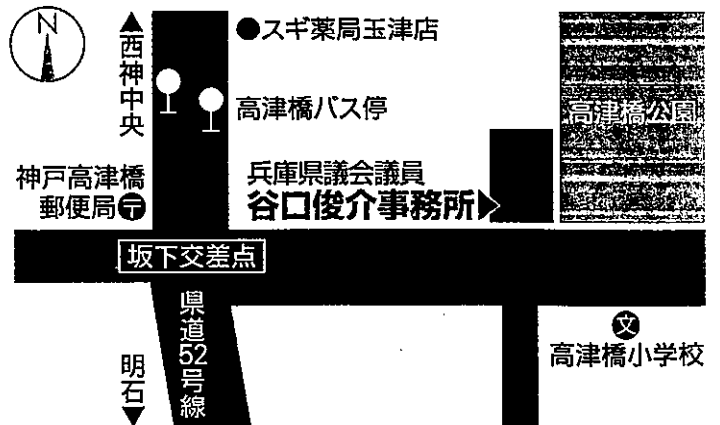 N
▲西神中央
●スギ薬局玉津店
高津橋バス停
高津橋公園
神戸高津橋
郵便局〒
兵庫県議会議員
谷口俊介事務所▶
坂下交差点
県道52号線
文
高津橋小学校
明石▼